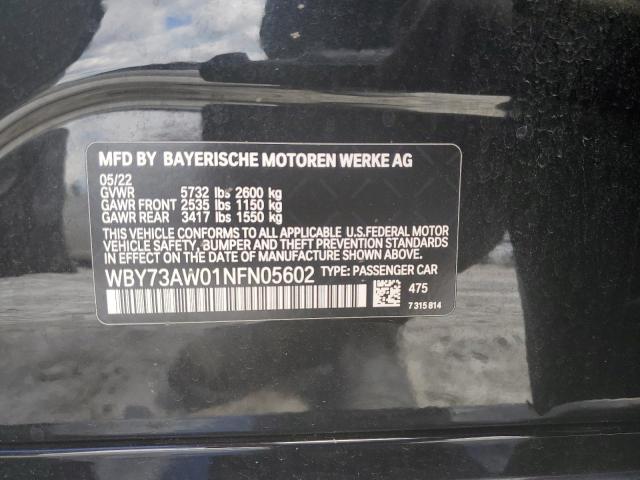 MFD BY BAYERISCHE MOTOREN WERKE AG
05/22
GVWR 5732 lbs 2600 kg
GAWR FRONT 2535 lbs 1150 kg
GAWR REAR 3417 lbs 1550 kg
THIS VEHICLE CONFORMS TO ALL APPLICABLE U.S.FEDERAL MOTOR
VEHICLE SAFETY, BUMPER AND THEFT PREVENTION STANDARDS
IN EFFECT ON THE DATE OF MANUFACTURE SHOWN ABOVE.
WBY73AW01NFN05602 TYPE: PASSENGER CAR
475
7 315 814